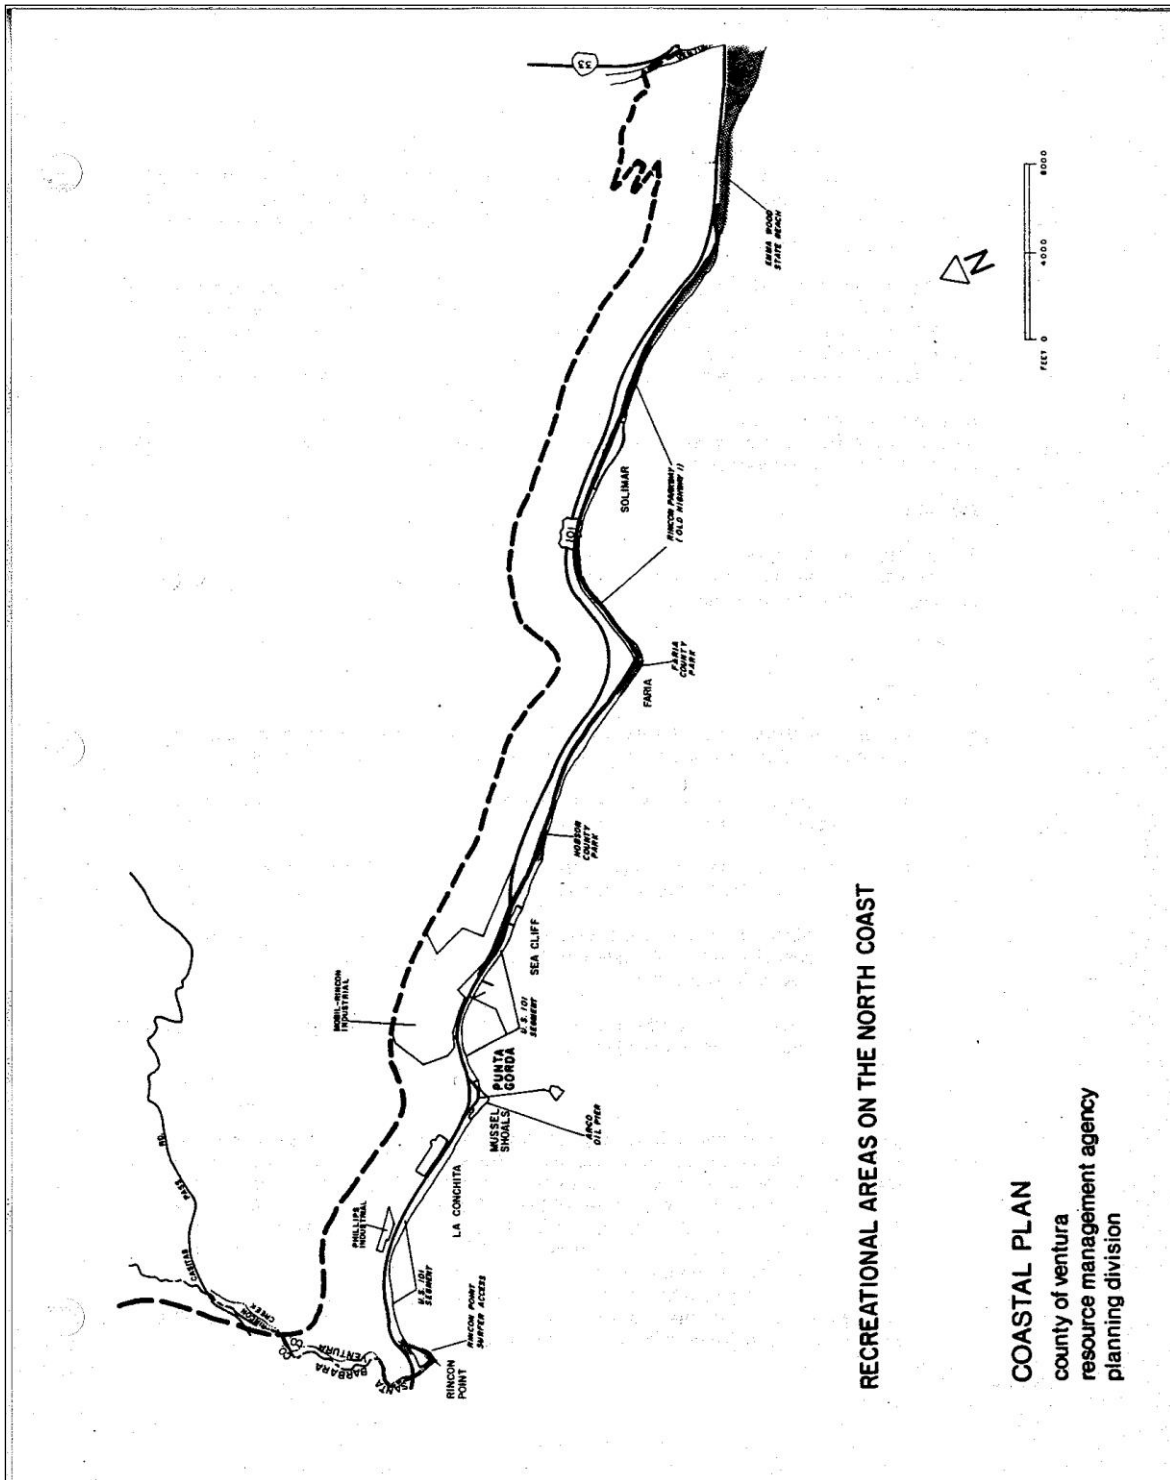 RECREATIONAL AREAS ON THE NORTH COAST
COASTAL PLAN
county of ventura
resource management agency
planning division
RINCON
POINT
RINCON POINT
SURFER ACCESS
U.S. 101
SEGMENT
PHILLIPS
INDUSTRIAL
LA CONCHITA
MUSSEL
SHOALS
PUNTA
GORDA
ARCO
OIL PIER
U.S. 101
SEGMENT
MOBIL-RINCON
INDUSTRIAL
SEA CLIFF
HOBSON
COUNTY
PARK
FARIA
FARIA
COUNTY
PARK
RINCON PARKWAY
(OLD HIGHWAY 1)
SOLIMAR
101
EMMA WOOD
STATE BEACH
33
CASITAS PASS RD.
RINCON
CREEK
VENTURA
BARBARA
N
FEET 0 4000 8000